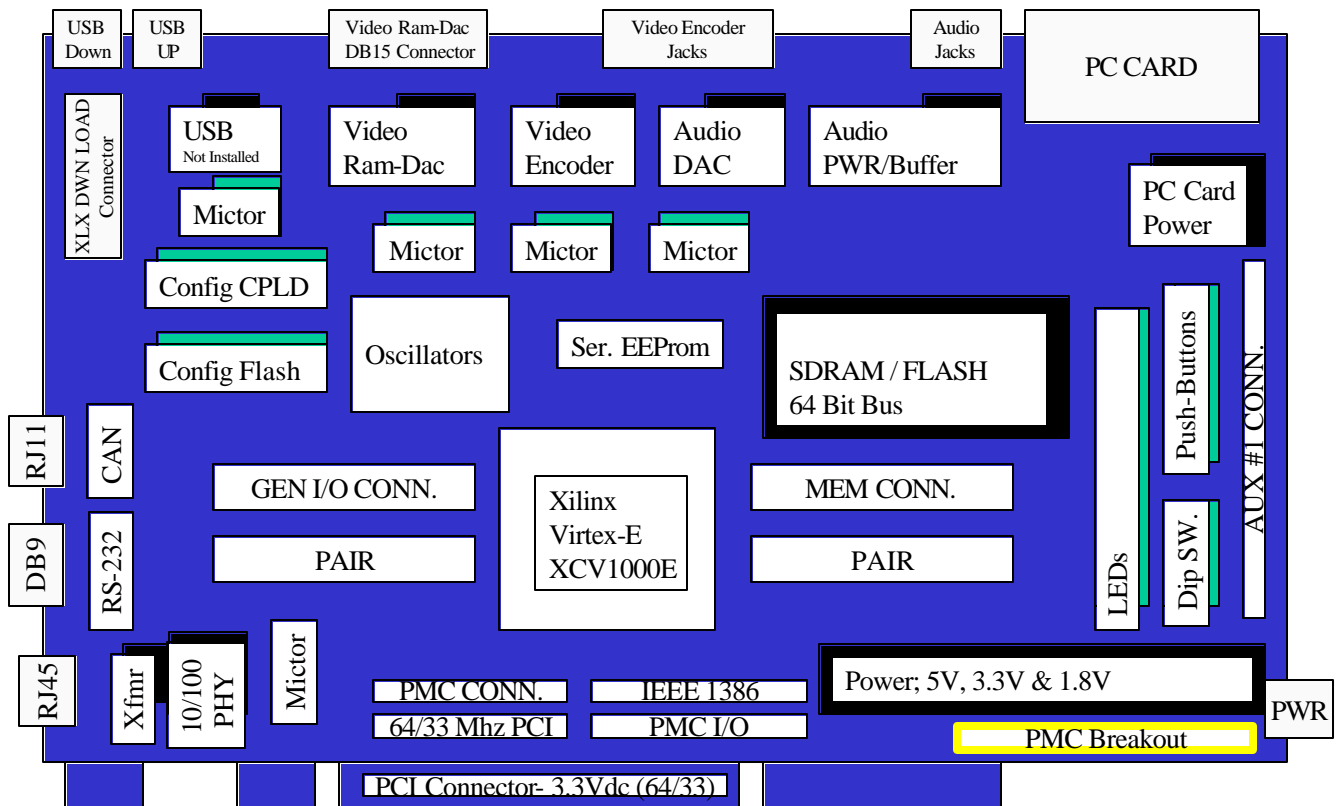 USB
Down
USB
UP
Video Ram-Dac
DB15 Connector
Video Encoder
Jacks
Audio
Jacks
PC CARD
XLX DWN LOAD
Connector
USB
Not Installed
Video
Ram-Dac
Video
Encoder
Audio
DAC
Audio
PWR/Buffer
PC Card
Power
Mictor
Mictor
Mictor
Mictor
Config CPLD
Config Flash
Oscillators
Ser. EEProm
SDRAM / FLASH
64 Bit Bus
LEDs
Push-Buttons
Dip SW.
AUX #1 CONN.
RJ11
CAN
DB9
RS-232
GEN I/O CONN.
PAIR
Xilinx
Virtex-E
XCV1000E
MEM CONN.
PAIR
RJ45
Xfmr
10/100
PHY
Mictor
PMC CONN.
IEEE 1386
64/33 Mhz PCI
PMC I/O
Power; 5V, 3.3V & 1.8V
PWR
PMC Breakout
PCI Connector- 3.3Vdc (64/33)